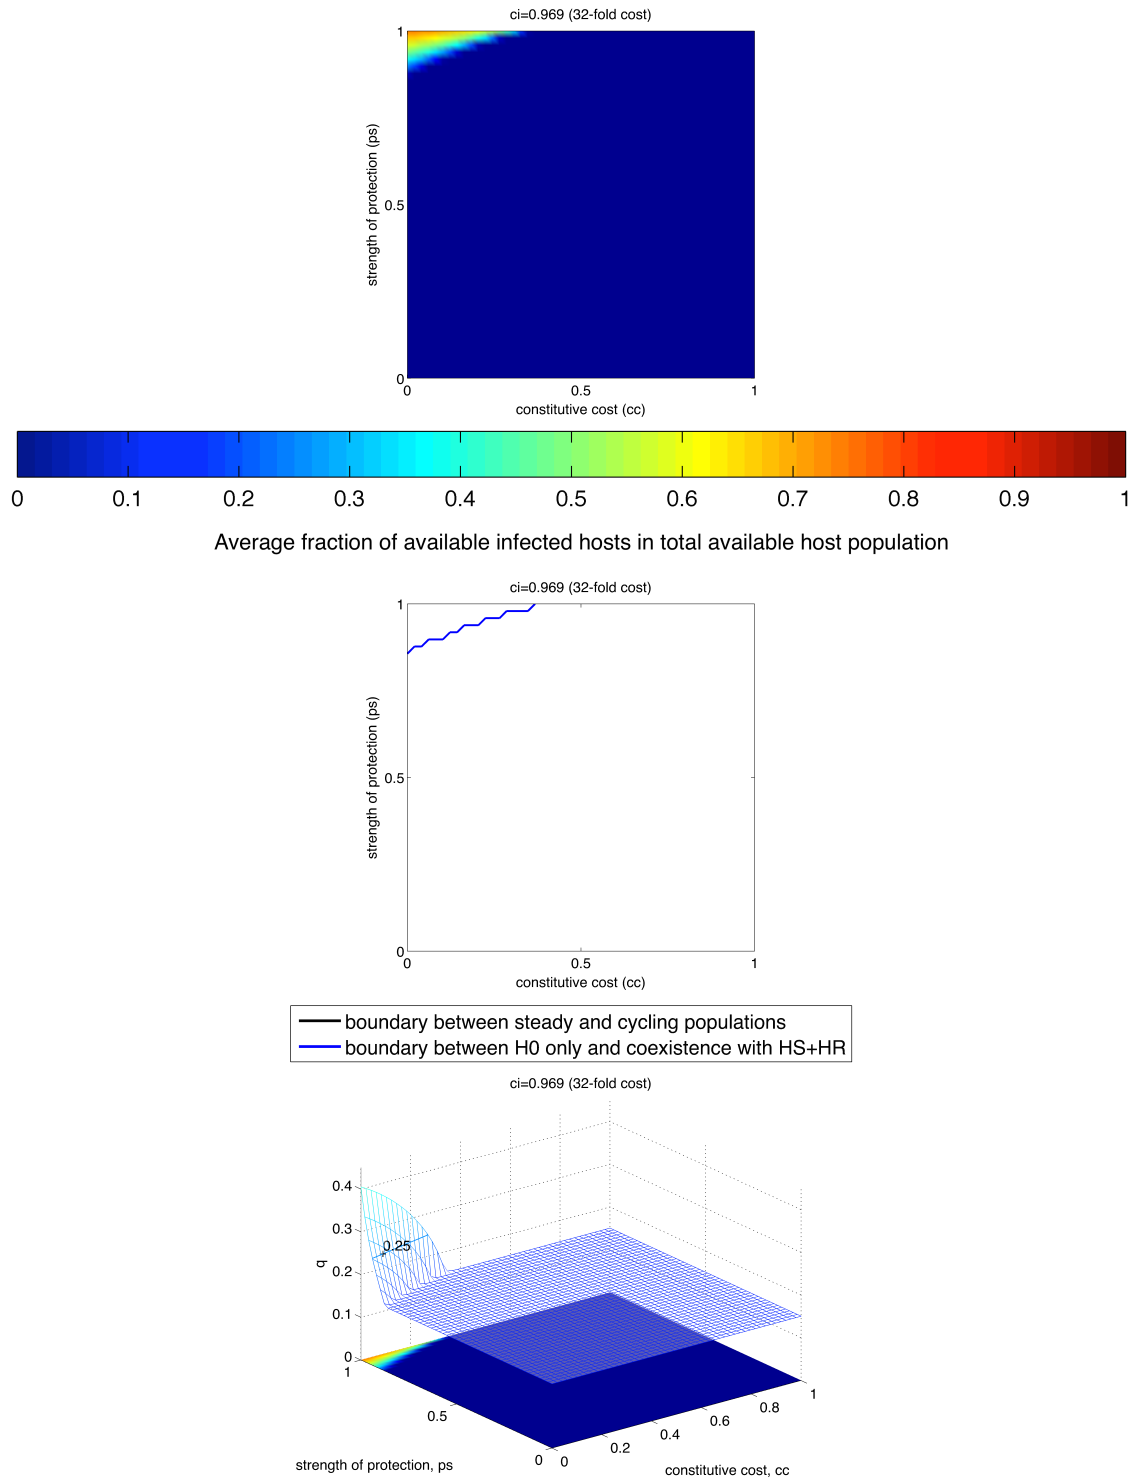 ci=0.969 (32-fold cost)
1
strength of protection (ps)
0.5
0
0 0.5 1
constitutive cost (cc)
0 0.1 0.2 0.3 0.4 0.5 0.6 0.7 0.8 0.9 1
Average fraction of available infected hosts in total available host population
ci=0.969 (32-fold cost)
1
strength of protection (ps)
0.5
0
0 0.5 1
constitutive cost (cc)
boundary between steady and cycling populations
boundary between H0 only and coexistence with HS+HR
ci=0.969 (32-fold cost)
0.4
0.3
0.25
q
0.2
0.1
0
1
0.5
0
0 0.2 0.4 0.6 0.8 1
strength of protection, ps
constitutive cost, cc